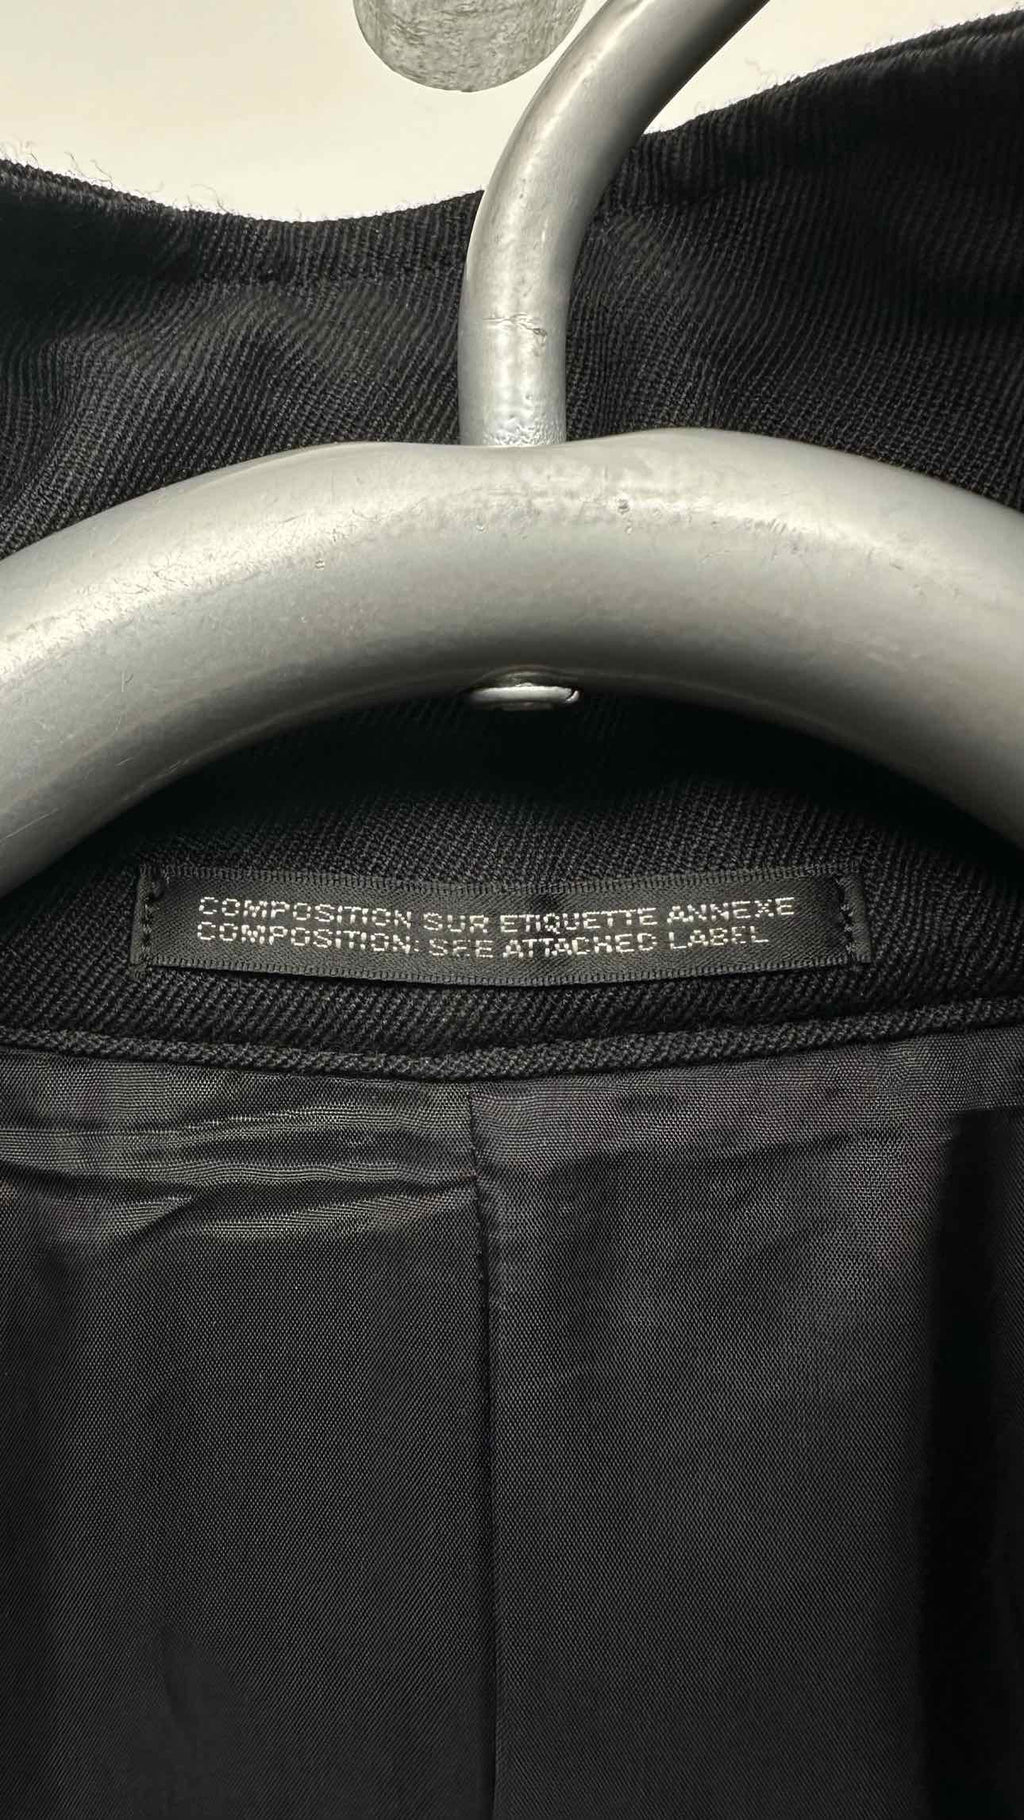 COMPOSITION SUR ETIQUETTE ANNEXE
COMPOSITION: SEE ATTACHED LABEL